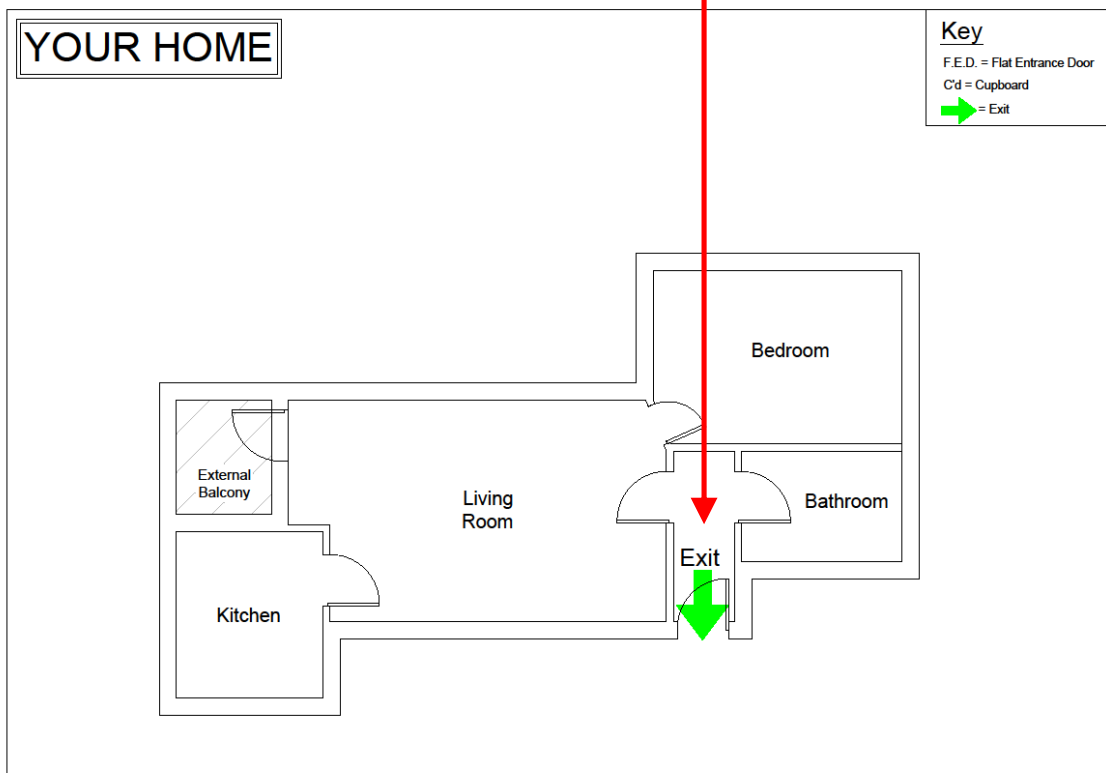 YOUR HOME
Key
F.E.D. = Flat Entrance Door
C'd = Cupboard
= Exit
Bedroom
External
Balcony
Living
Room
Bathroom
Exit
Kitchen